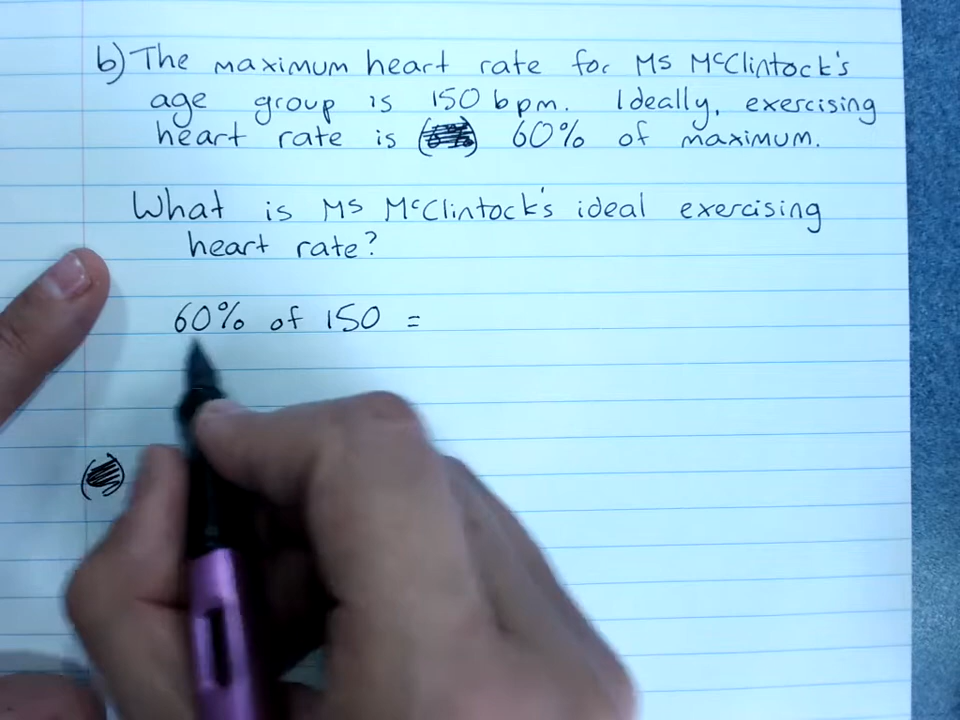 b) The maximum heart rate for Ms McClintock's
age group is 150 bpm. Ideally, exercising
heart rate is 60% of maximum.
What is Ms McClintock's ideal exercising
heart rate?
60% of 150 =